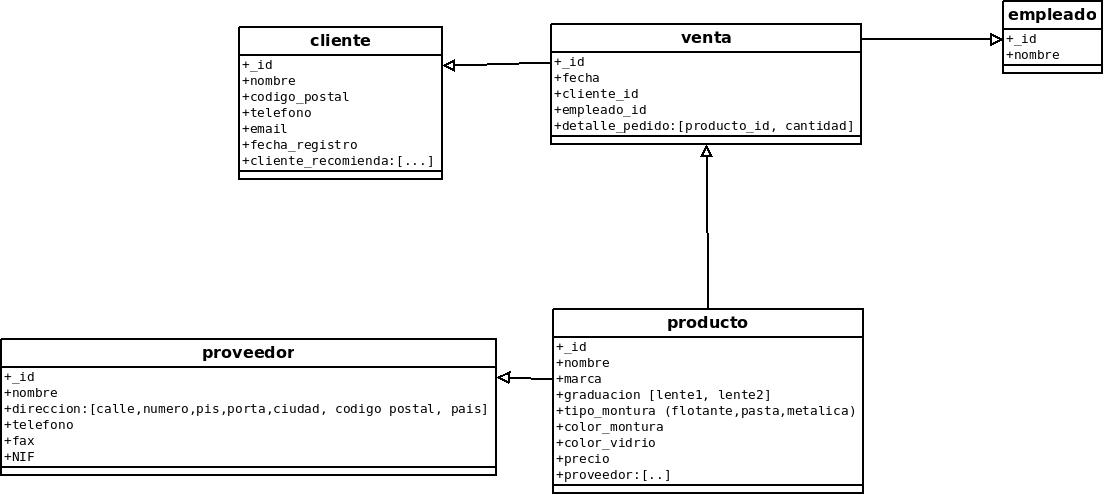 cliente
+_id
+nombre
+codigo_postal
+telefono
+email
+fecha_registro
+cliente_recomienda:[...]
venta
+_id
+fecha
+cliente_id
+empleado_id
+detalle_pedido:[producto_id, cantidad]
empleado
+_id
+nombre
proveedor
+_id
+nombre
+direccion:[calle,numero,pis,porta,ciudad, codigo postal, pais]
+telefono
+fax
+NIF
producto
+_id
+nombre
+marca
+graduacion [lente1, lente2]
+tipo_montura (flotante,pasta,metalica)
+color_montura
+color_vidrio
+precio
+proveedor:[..]